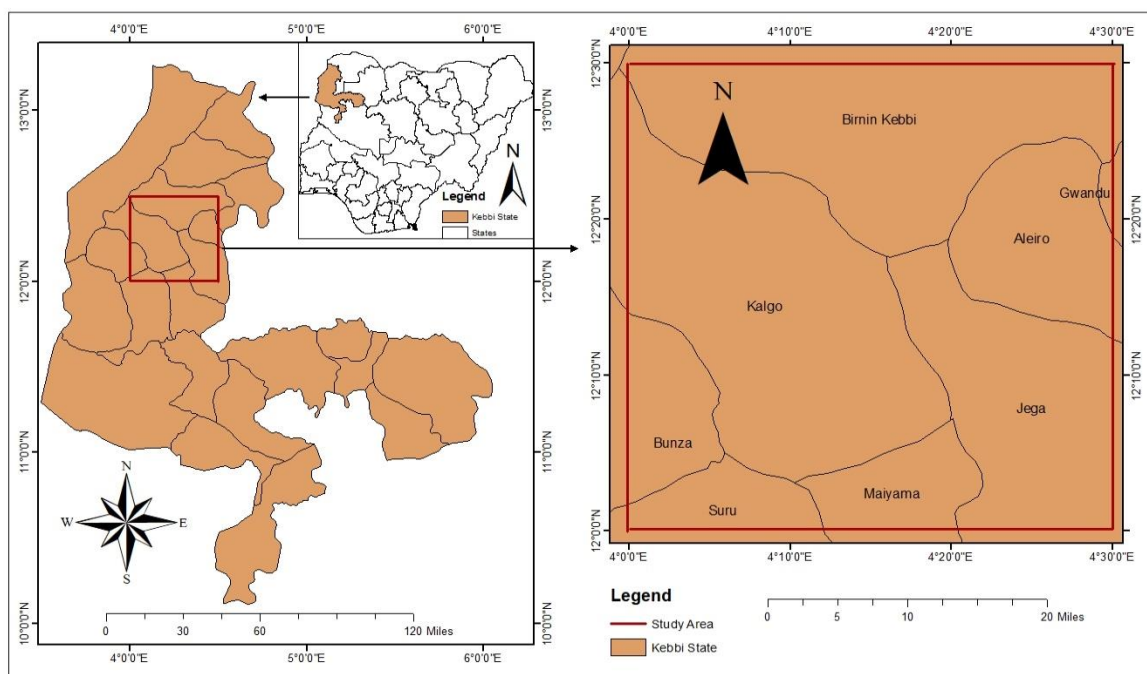 4°0'0"E
5°0'0"E
6°0'0"E
13°0'0"N
12°0'0"N
11°0'0"N
10°0'0"N
13°0'0"N
12°0'0"N
11°0'0"N
10°0'0"N
N
Legend
Kebbi State
States
N
W
E
S
0
30
60
120 Miles
4°0'0"E
5°0'0"E
6°0'0"E
4°0'0"E
4°10'0"E
4°20'0"E
4°30'0"E
12°30'0"N
12°20'0"N
12°10'0"N
12°0'0"N
N
Birnin Kebbi
Gwandu
Aleiro
Kalgo
Jega
Bunza
Maiyama
Suru
12°30'0"N
12°20'0"N
12°10'0"N
12°0'0"N
4°0'0"E
4°10'0"E
4°20'0"E
4°30'0"E
Legend
Study Area
Kebbi State
0
5
10
20 Miles